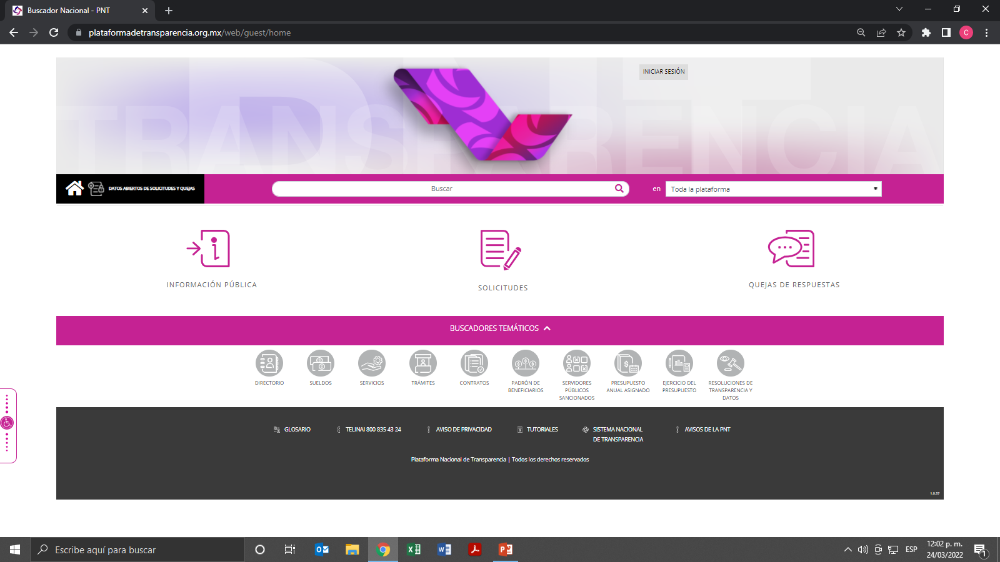 Buscador Nacional - PNT
plataformadetransparencia.org.mx/web/guest/home
C
TRANSPARENCIA
INICIAR SESIÓN
DATOS ABIERTOS DE SOLICITUDES Y QUEJAS
Buscar
en
Toda la plataforma
INFORMACIÓN PÚBLICA
SOLICITUDES
QUEJAS DE RESPUESTAS
BUSCADORES TEMÁTICOS
DIRECTORIO
SUELDOS
SERVICIOS
TRÁMITES
CONTRATOS
PADRÓN DE
BENEFICIARIOS
SERVIDORES
PÚBLICOS
SANCIONADOS
PRESUPUESTO
ANUAL ASIGNADO
EJERCICIO DEL
PRESUPUESTO
RESOLUCIONES DE
TRANSPARENCIA Y
DATOS
GLOSARIO
TELINAI 800 835 43 24
AVISO DE PRIVACIDAD
TUTORIALES
SISTEMA NACIONAL
DE TRANSPARENCIA
AVISOS DE LA PNT
Plataforma Nacional de Transparencia | Todos los derechos reservados
1.0.57
Escribe aquí para buscar
ESP
12:02 p. m.
24/03/2022
1